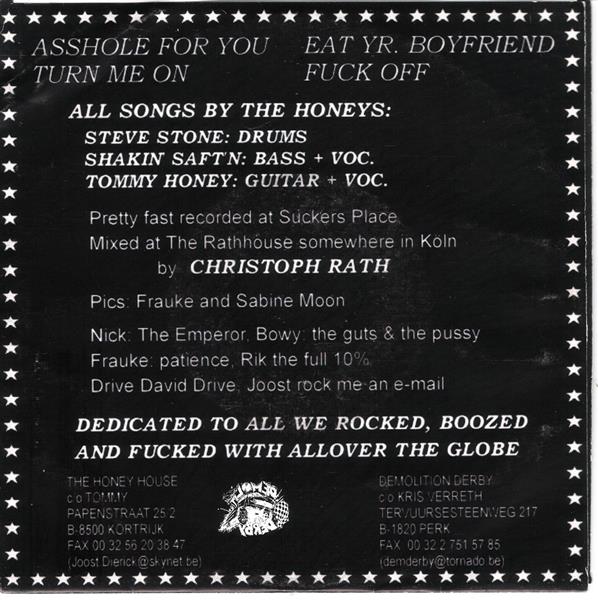 ASSHOLE FOR YOU
TURN ME ON
EAT YR. BOYFRIEND
FUCK OFF
ALL SONGS BY THE HONEYS:
STEVE STONE: DRUMS
SHAKIN' SAFT'N: BASS + VOC.
TOMMY HONEY: GUITAR + VOC.
Pretty fast recorded at Suckers Place
Mixed at The Rathhouse somewhere in Köln
by CHRISTOPH RATH
Pics: Frauke and Sabine Moon
Nick: The Emperor, Bowy: the guts & the pussy
Frauke: patience, Rik the full 10%
Drive David Drive, Joost rock me an e-mail
DEDICATED TO ALL WE ROCKED, BOOZED
AND FUCKED WITH ALLOVER THE GLOBE
THE HONEY HOUSE
c.o TOMMY
PAPENSTRAAT 25.2
B-8500 KORTRIJK
FAX 00 32 56 20 38 47
(Joost.Dierick@skynet.be)
DEMOLITION DERBY
c.o KRIS VERRETH
TERVUURSESTEENWEG 217
B-1820 PERK
FAX 00 32 2 751 57 85
(demderby@tornado.be)